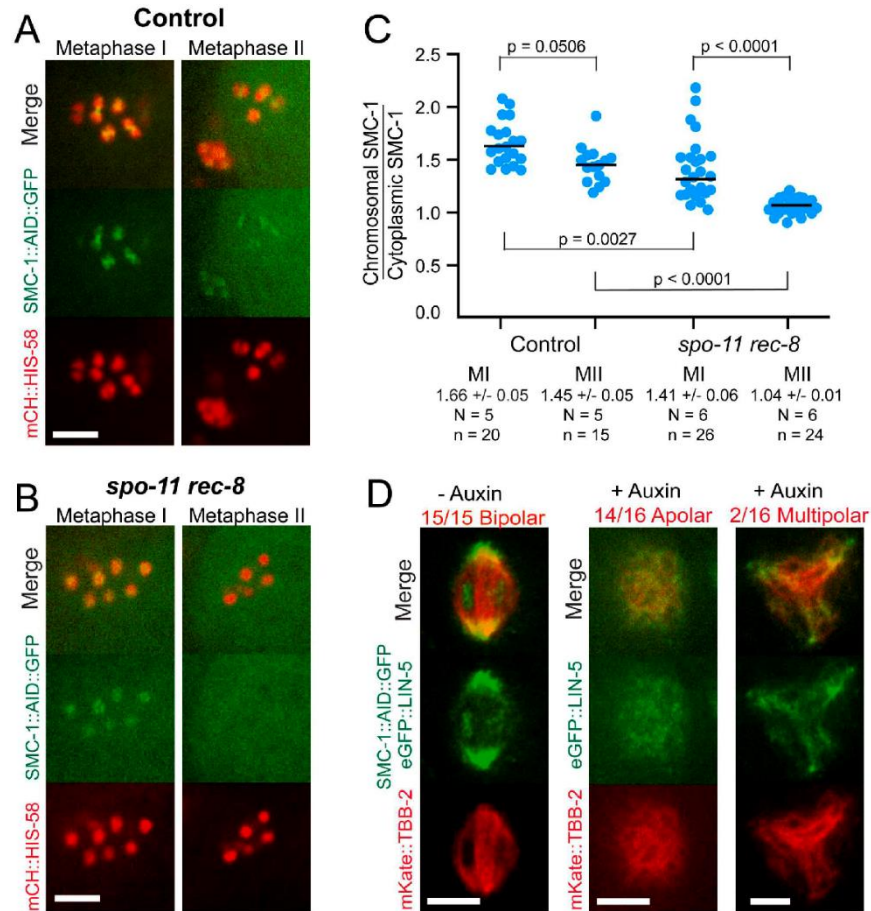 A
Control
Metaphase I
Metaphase II
Merge
SMC-1::AID::GFP
mCH::HIS-58
B
spo-11 rec-8
Metaphase I
Metaphase II
Merge
SMC-1::AID::GFP
mCH::HIS-58
C
Chromosomal SMC-1
Cytoplasmic SMC-1
2.5
2.0
1.5
1.0
0.5
0.0
p = 0.0506
p < 0.0001
p = 0.0027
p < 0.0001
Control
spo-11 rec-8
MI MII MI MII
1.66 +/- 0.05 1.45 +/- 0.05 1.41 +/- 0.06 1.04 +/- 0.01
N = 5 N = 5 N = 6 N = 6
n = 20 n = 15 n = 26 n = 24
D
- Auxin
15/15 Bipolar
+ Auxin
14/16 Apolar
+ Auxin
2/16 Multipolar
Merge
SMC-1::AID::GFP
eGFP::LIN-5
mKate::TBB-2
Merge
eGFP::LIN-5
mKate::TBB-2
Merge
eGFP::LIN-5
mKate::TBB-2